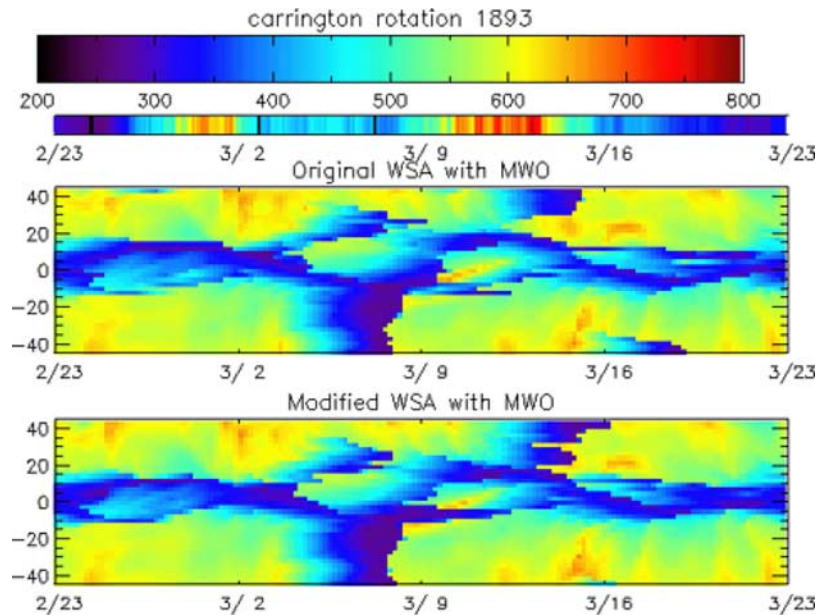 carrington rotation 1893
200 300 400 500 600 700 800
2/23 3/ 2 3/ 9 3/16 3/23
Original WSA with MWO
40
20
0
-20
-40
2/23 3/ 2 3/ 9 3/16 3/23
Modified WSA with MWO
40
20
0
-20
-40
2/23 3/ 2 3/ 9 3/16 3/23